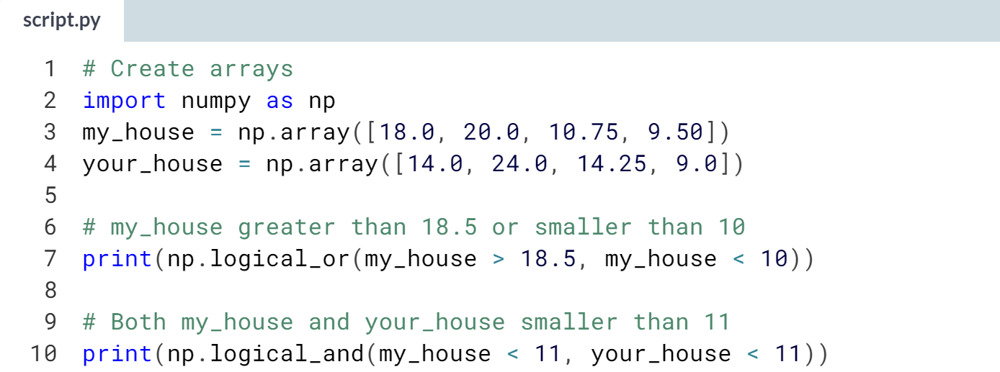 script.py
1 # Create arrays
2 import numpy as np
3 my_house = np.array([18.0, 20.0, 10.75, 9.50])
4 your_house = np.array([14.0, 24.0, 14.25, 9.0])
5
6 # my_house greater than 18.5 or smaller than 10
7 print(np.logical_or(my_house > 18.5, my_house < 10))
8
9 # Both my_house and your_house smaller than 11
10 print(np.logical_and(my_house < 11, your_house < 11))